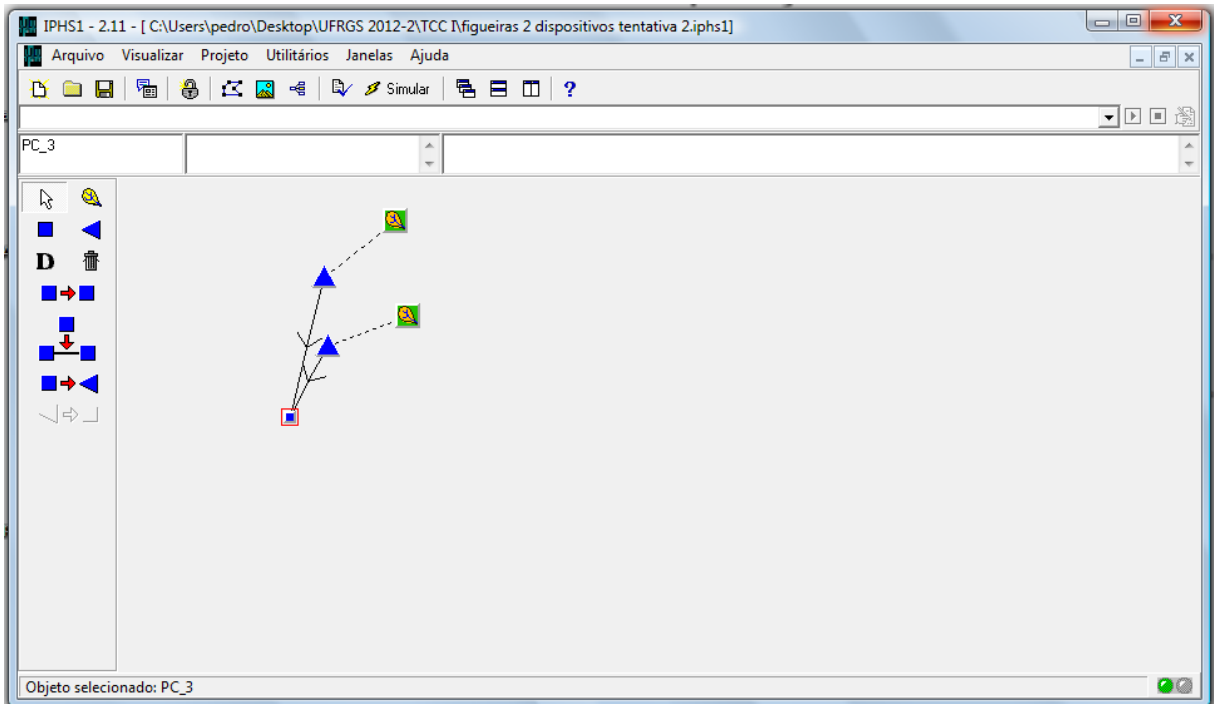 IPHS1 - 2.11 - [ C:\Users\pedro\Desktop\UFRGS 2012-2\TCC I\figueiras 2 dispositivos tentativa 2.iphs1]
Arquivo Visualizar Projeto Utilitários Janelas Ajuda
Simular ?
PC_3
D
Objeto selecionado: PC_3